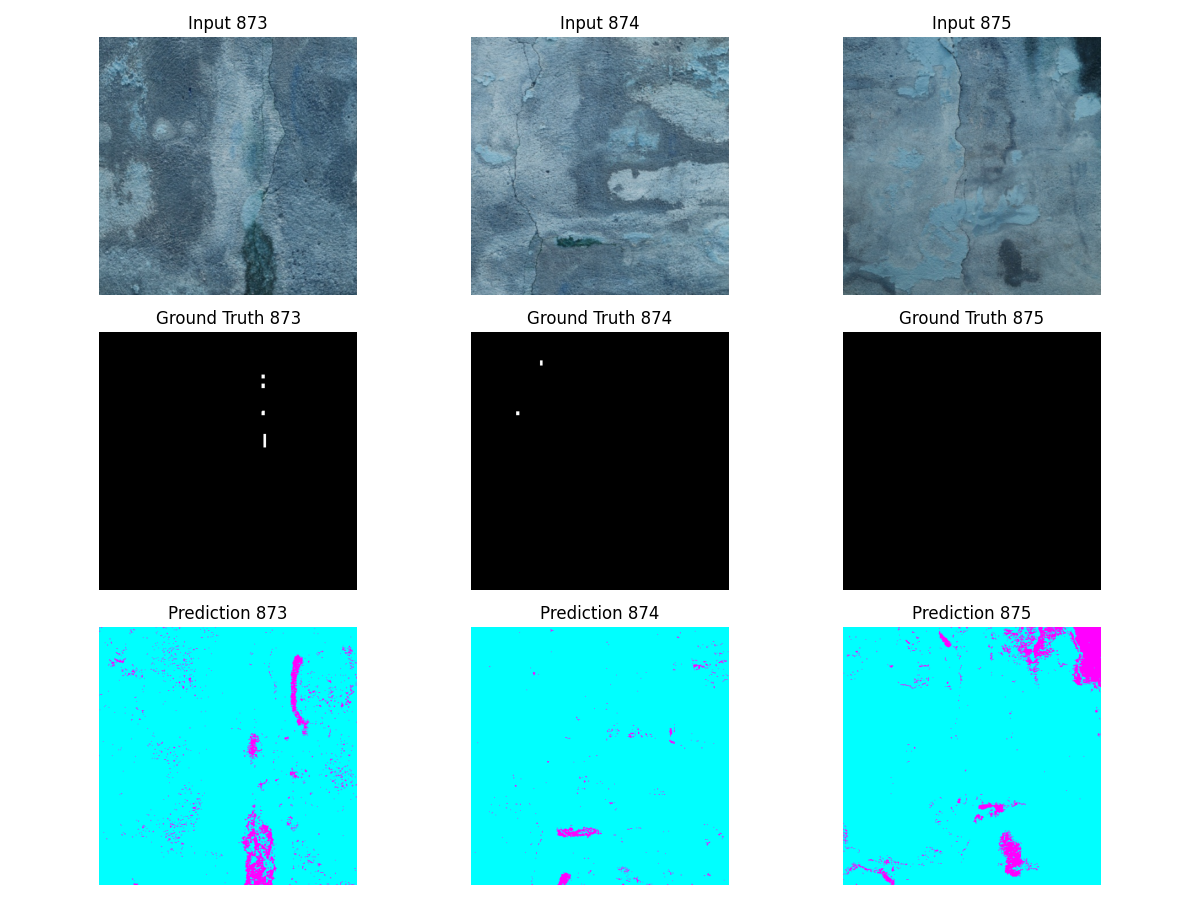 Input 873
Input 874
Input 875
Ground Truth 873
Ground Truth 874
Ground Truth 875
Prediction 873
Prediction 874
Prediction 875